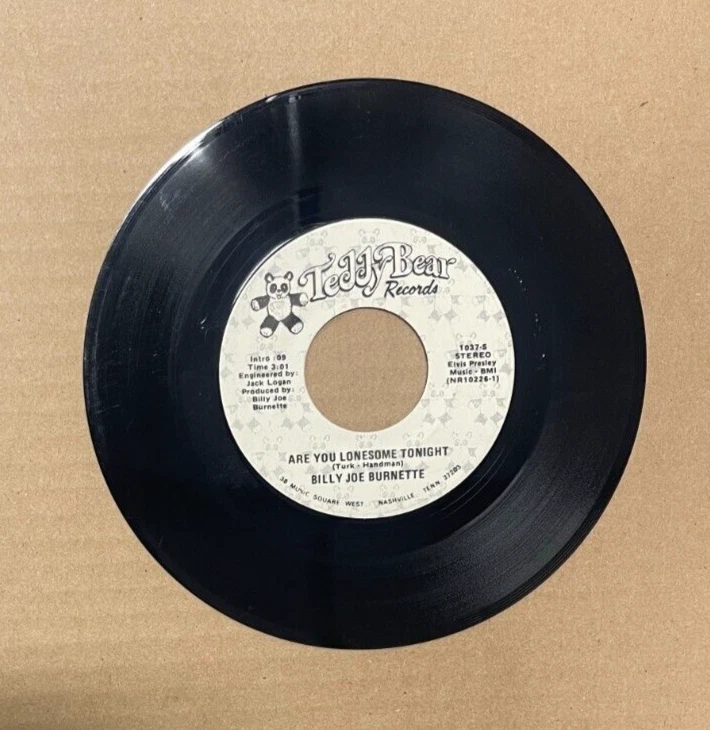 Teddy Bear
Records
Intro :09
Time 3:01
Engineered by:
Jack Logan
Produced by:
Billy Joe
Burnette
1037-S
STEREO
Elvis Presley
Music - BMI
(NR10226-1)
ARE YOU LONESOME TONIGHT
(Turk - Handman)
BILLY JOE BURNETTE
38 MUSIC SQUARE WEST, NASHVILLE, TENN 37203